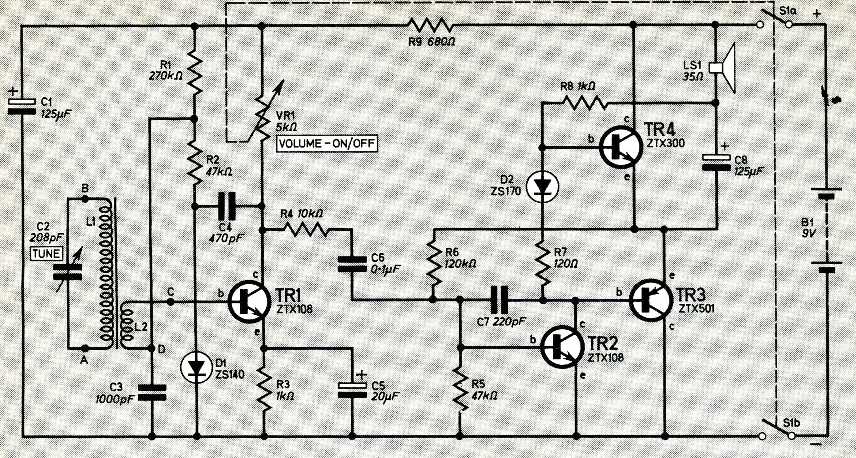 S1a
+
R9 680Ω
LS1
35Ω
R1
270kΩ
R8 1kΩ
+
C1
125µF
VR1
5kΩ
VOLUME - ON/OFF
c
b
TR4
ZTX300
e
+
C8
125µF
R2
47kΩ
D2
ZS170
B
L1
C2
208pF
TUNE
C4
470pF
R4 10kΩ
B1
9V
C6
0·1µF
R6
120kΩ
R7
120Ω
e
C
b
c
TR1
ZTX108
e
b
TR3
ZTX501
c
L2
C7 220pF
c
b
TR2
ZTX108
e
A
D
D1
ZS140
C3
1000pF
R3
1kΩ
+
C5
20µF
R5
47kΩ
S1b
−